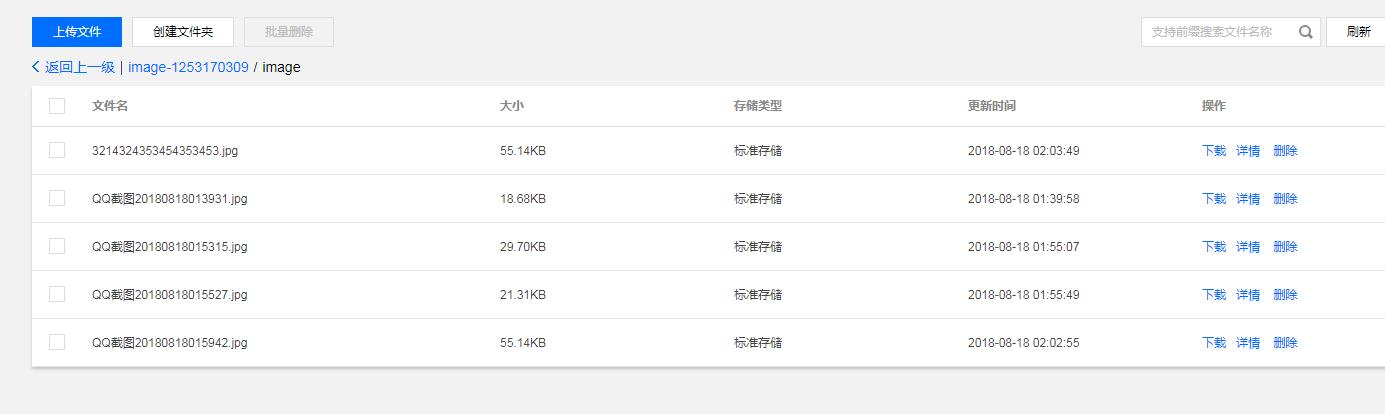 上传文件 创建文件夹 批量删除 支持前缀搜索文件名称 刷新
返回上一级 | image-1253170309 / image
文件名 大小 存储类型 更新时间 操作
3214324353454353453.jpg 55.14KB 标准存储 2018-08-18 02:03:49 下载 详情 删除
QQ截图20180818013931.jpg 18.68KB 标准存储 2018-08-18 01:39:58 下载 详情 删除
QQ截图20180818015315.jpg 29.70KB 标准存储 2018-08-18 01:55:07 下载 详情 删除
QQ截图20180818015527.jpg 21.31KB 标准存储 2018-08-18 01:55:49 下载 详情 删除
QQ截图20180818015942.jpg 55.14KB 标准存储 2018-08-18 02:02:55 下载 详情 删除